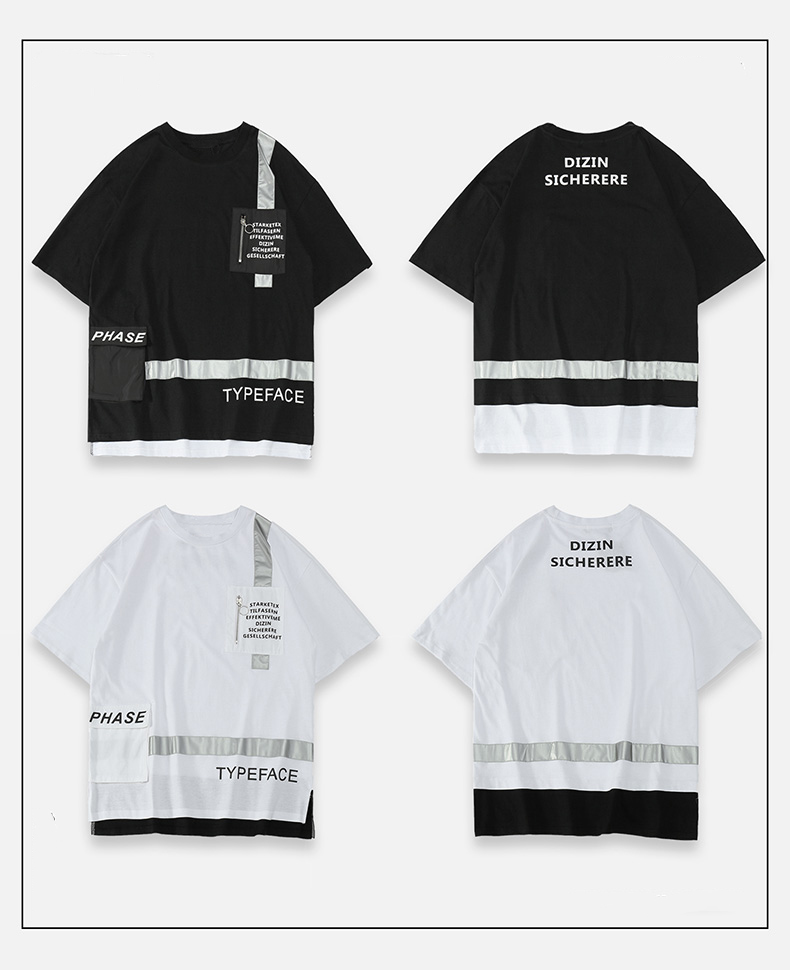 STARKETEX
TILFASERN
EFFEKTIVEME
DIZIN
SICHERERE
GESELLSCHAFT
PHASE
TYPEFACE
DIZIN
SICHERERE
STARKETEX
TILFASERN
EFFEKTIVEME
DIZIN
SICHERERE
GESELLSCHAFT
PHASE
TYPEFACE
DIZIN
SICHERERE